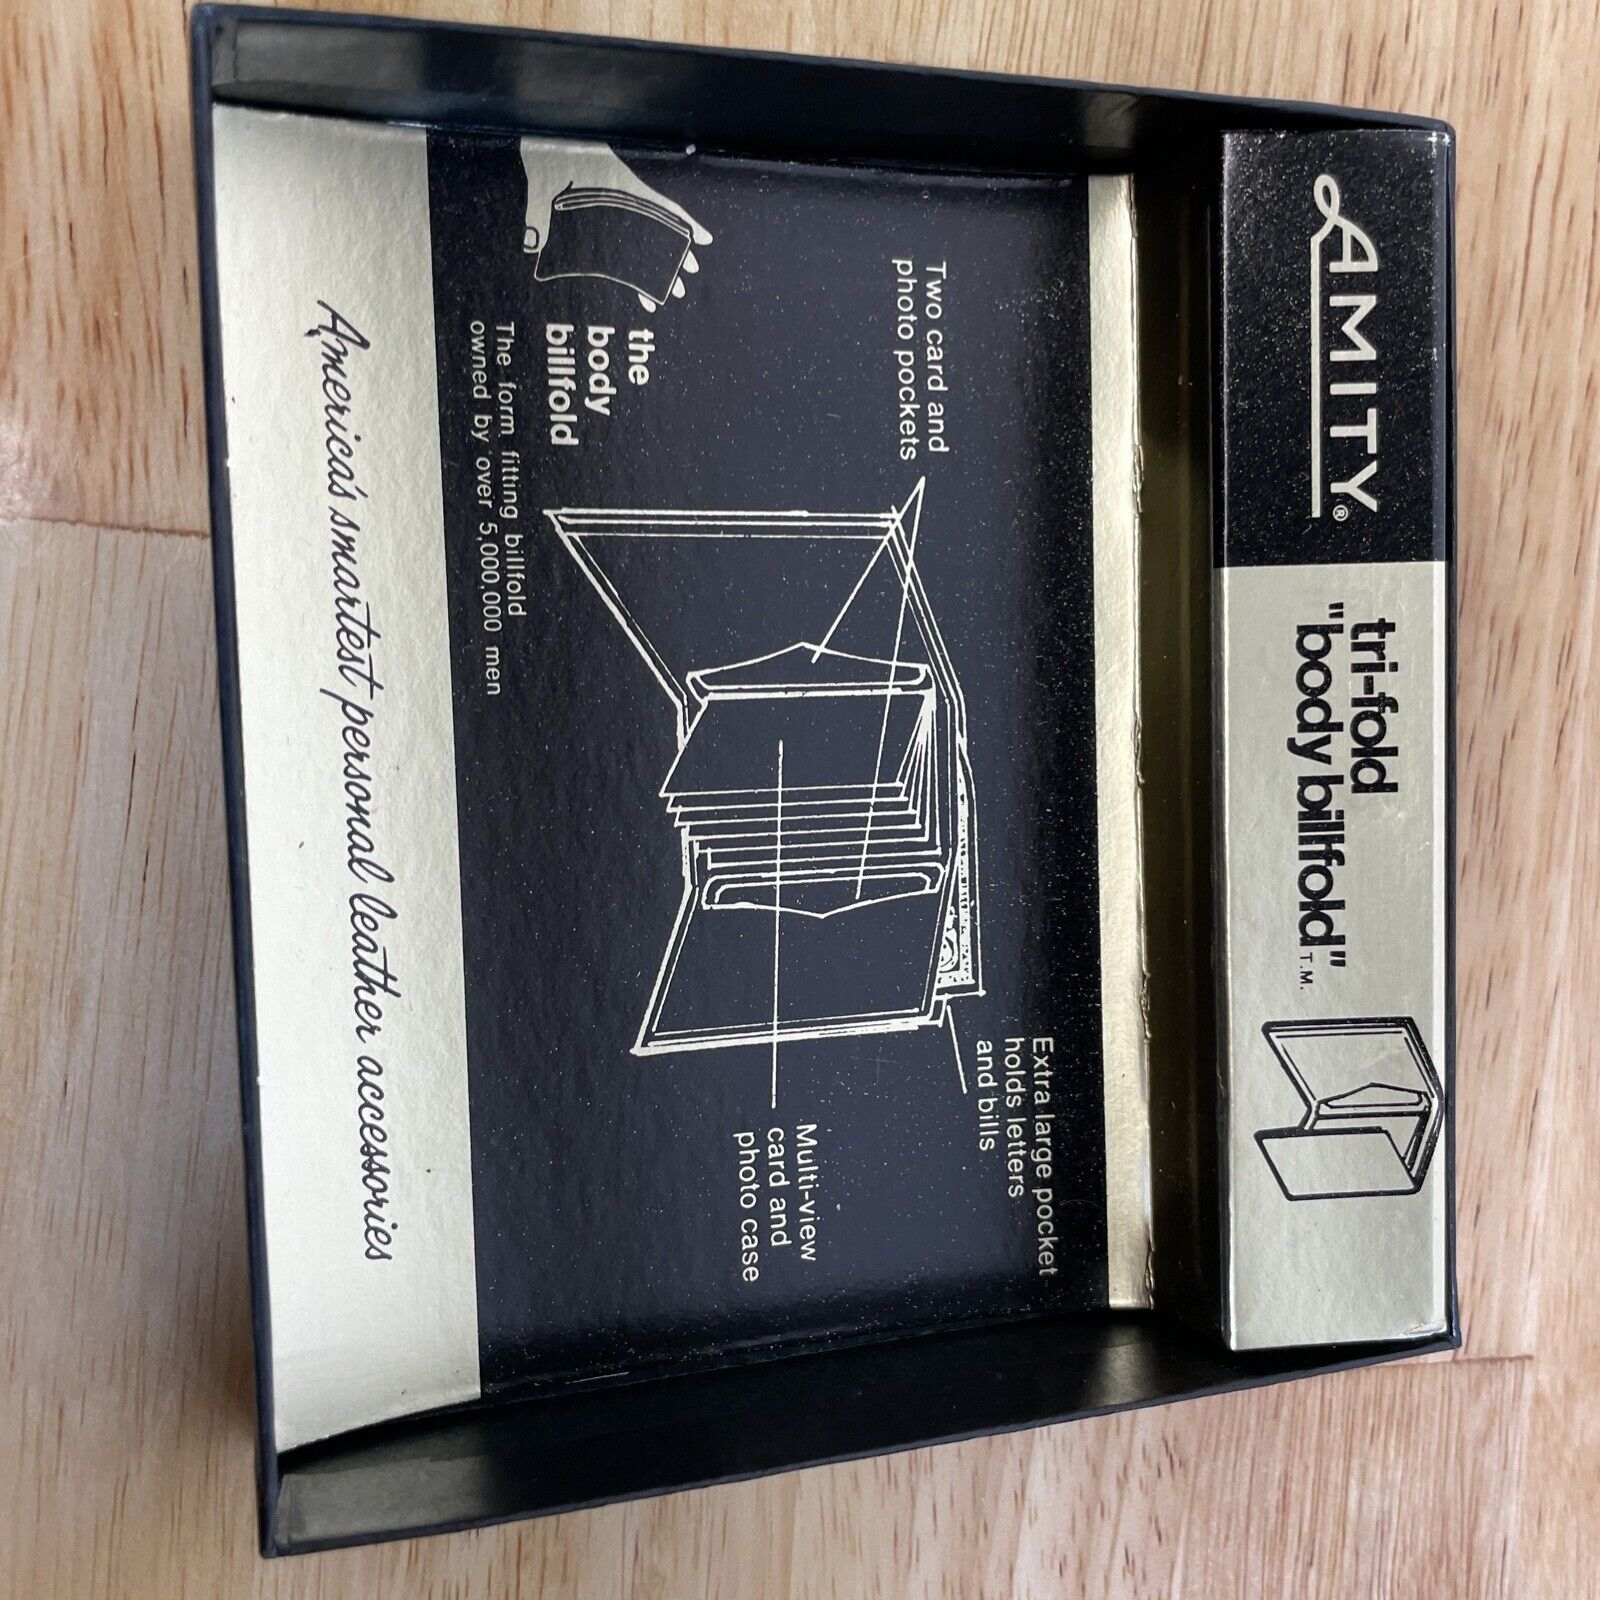 AMITY®
tri-fold
"body billfold" T.M.
Extra large pocket
holds letters
and bills
Two card and
photo pockets
Multi-view
card and
photo case
the
body
billfold
The form fitting billfold
owned by over 5,000,000 men
America's smartest personal leather accessories